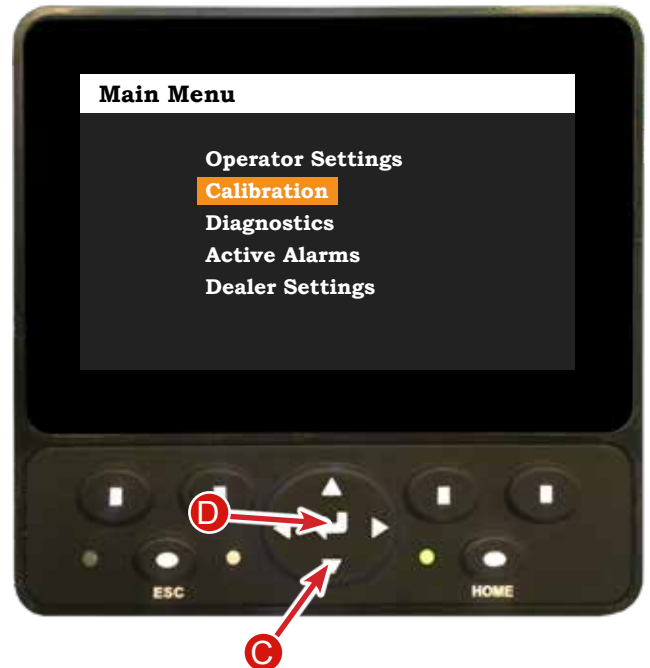 Main Menu
Operator Settings
Calibration
Diagnostics
Active Alarms
Dealer Settings
D
ESC
HOME
C